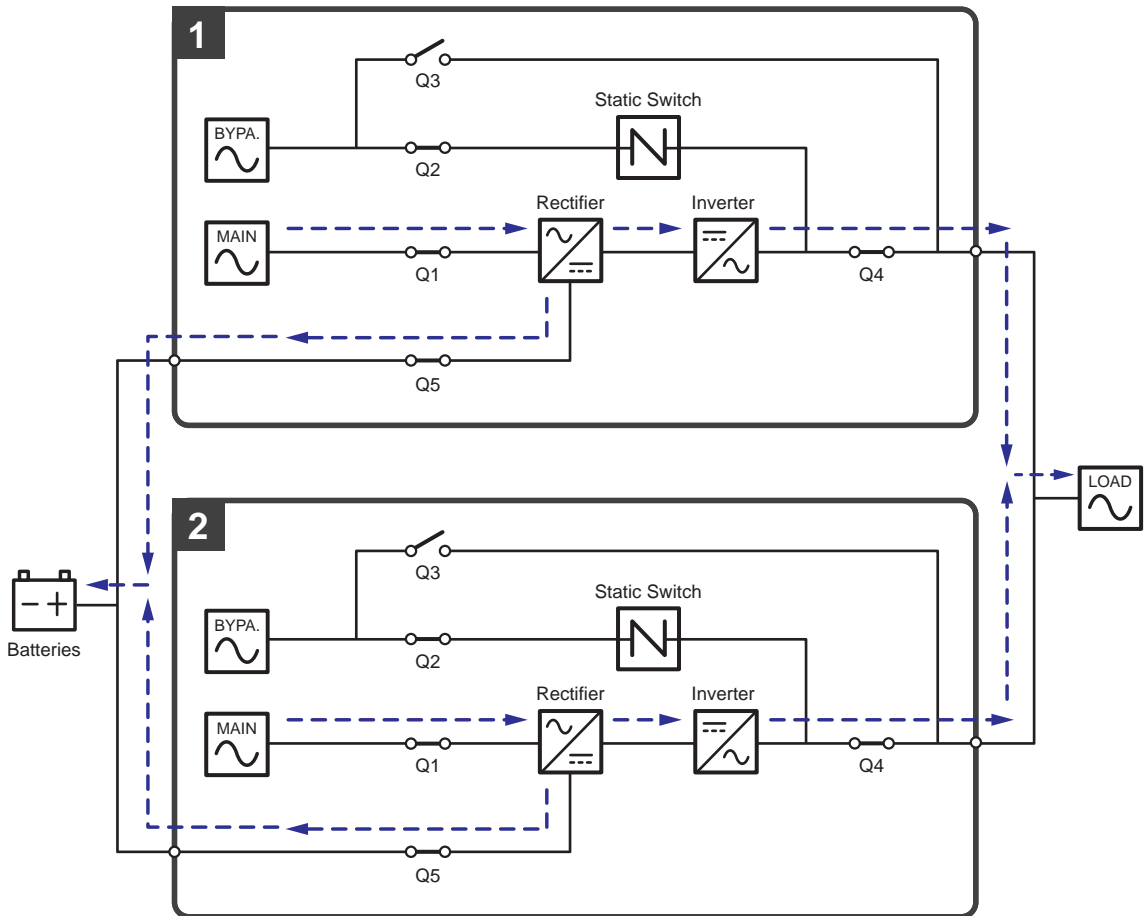 1
Q3
Static Switch
BYPA.
Q2
Rectifier
Inverter
MAIN
Q1
Q4
Q5
LOAD
2
Q3
Static Switch
BYPA.
Q2
Batteries
Rectifier
Inverter
MAIN
Q1
Q4
Q5